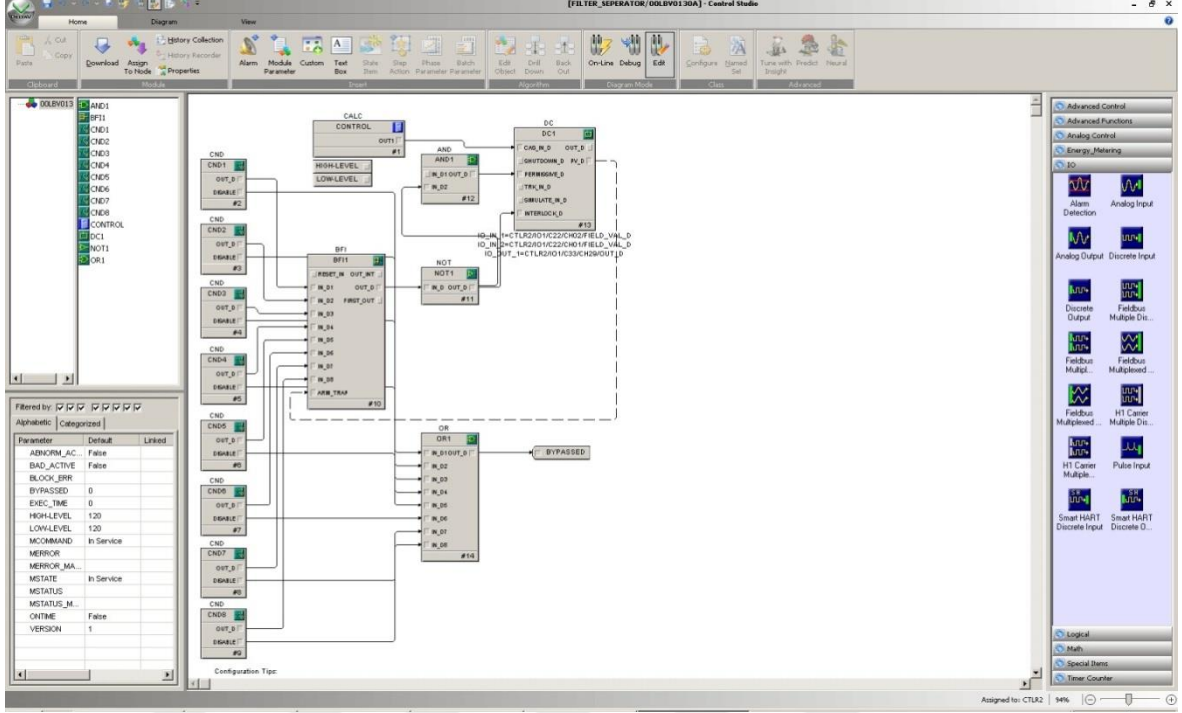 [FILTER_SEPERATOR/00LBV0130A] - Control Studio
Home Diagram View
Cut
Copy
Paste
Clipboard
Download
Assign To Node
History Collection
History Recorder
Properties
Module
Alarm
Module Parameter
Custom
Text Box
State Item
Step Action
Phase Parameter
Batch Parameter
Insert
Edit Object
Drill Down
Back Out
Algorithm
On-Line
Debug
Edit
Diagram Mode
Configure
Named Set
Class
Tune with Insight
Predict
Neural
Advanced
00LBV013
AND1
BFI1
CND1
CND2
CND3
CND4
CND5
CND6
CND7
CND8
CONTROL
DC1
NOT1
OR1
Filtered by:
Alphabetic Categorized
Parameter Default Linked
ABNORM_AC... False
BAD_ACTIVE False
BLOCK_ERR
BYPASSED 0
EXEC_TIME 0
HIGH-LEVEL 120
LOW-LEVEL 120
MCOMMAND In Service
MERROR
MERROR_MA...
MSTATE In Service
MSTATUS
MSTATUS_M...
ONTIME False
VERSION 1
CALC
CONTROL
OUT1
#1
HIGH-LEVEL
LOW-LEVEL
CND
CND1
OUT_D
DISABLE
#2
CND
CND2
OUT_D
DISABLE
#3
CND
CND3
OUT_D
DISABLE
#4
CND
CND4
OUT_D
DISABLE
#5
CND
CND5
OUT_D
DISABLE
#6
CND
CND6
OUT_D
DISABLE
#7
CND
CND7
OUT_D
DISABLE
#8
CND
CND8
OUT_D
DISABLE
#9
Configuration Tips:
BFI
BFI1
RESET_IN OUT_INT
IN_D1 OUT_D
IN_D2 FIRST_OUT
IN_D3
IN_D4
IN_D5
IN_D6
IN_D7
IN_D8
ARM_TRAP
#10
AND
AND1
IN_D1 OUT_D
IN_D2
#12
NOT
NOT1
IN_D OUT_D
#11
DC
DC1
CAS_IN_D OUT_D
SHUTDOWN_D PV_D
PERMISSIVE_D
TRK_IN_D
SIMULATE_IN_D
INTERLOCK_D
#13
IO_IN_1=CTLR2/IO1/C22/CH02/FIELD_VAL_D
IO_IN_2=CTLR2/IO1/C22/CH01/FIELD_VAL_D
IO_OUT_1=CTLR2/IO1/C33/CH29/OUT_D
OR
OR1
IN_D1 OUT_D
IN_D2
IN_D3
IN_D4
IN_D5
IN_D6
IN_D7
IN_D8
#14
BYPASSED
Advanced Control
Advanced Functions
Analog Control
Energy_Metering
IO
Alarm Detection
Analog Input
Analog Output
Discrete Input
Discrete Output
Fieldbus Multiple Dis...
Fieldbus Multipl...
Fieldbus Multiplexed ...
Fieldbus Multiplexed ...
H1 Carrier Multiple Dis...
H1 Carrier Multiple...
Pulse Input
Smart HART Discrete Input
Smart HART Discrete O...
Logical
Math
Special Items
Timer Counter
Assigned to: CTLR2 94%